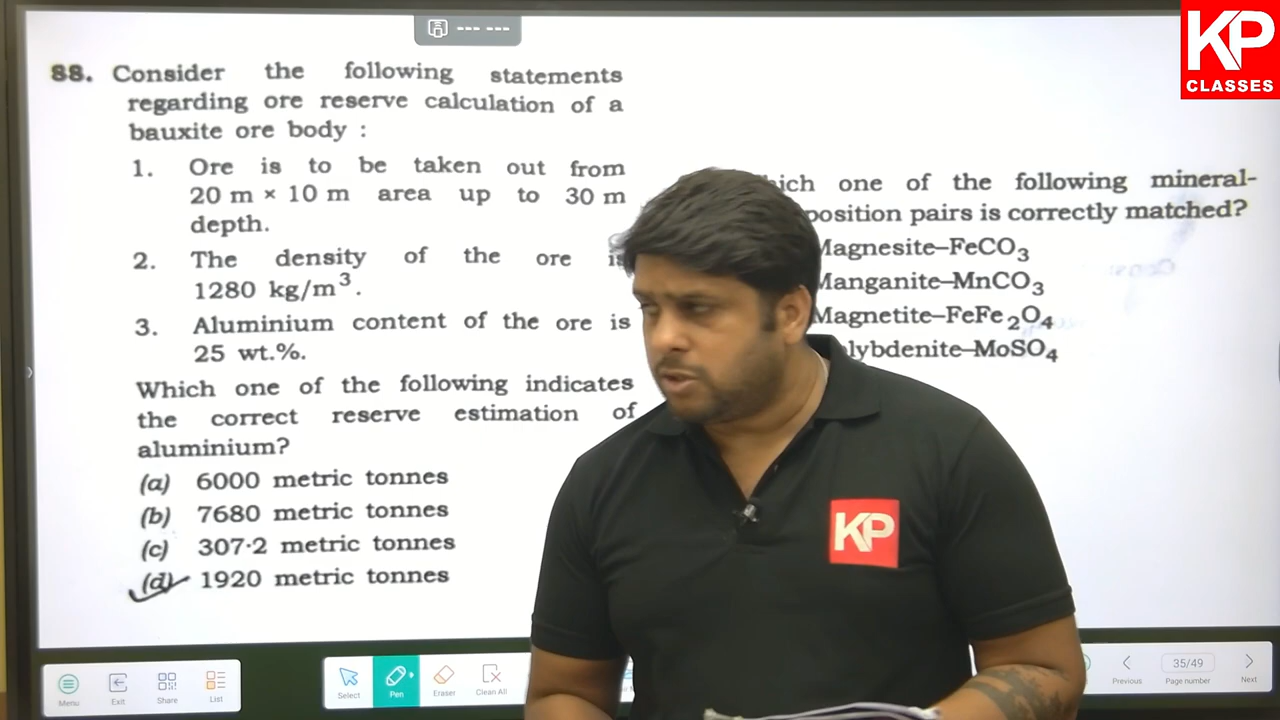 KP
CLASSES
88. Consider the following statements
regarding ore reserve calculation of a
bauxite ore body :
1. Ore is to be taken out from
20 m × 10 m area up to 30 m
depth.
2. The density of the ore is
1280 kg/m³.
3. Aluminium content of the ore is
25 wt.%.
Which one of the following indicates
the correct reserve estimation of
aluminium?
(a) 6000 metric tonnes
(b) 7680 metric tonnes
(c) 307·2 metric tonnes
(d) 1920 metric tonnes
one of the following mineral-
pairs is correctly matched?
Magnesite–FeCO₃
Manganite–MnCO₃
Magnetite–FeFe₂O₄
–MoSO₄
KP
Menu
Exit
Share
List
Select
Pen
Eraser
Clean All
Previous
35/49
Page number
Next